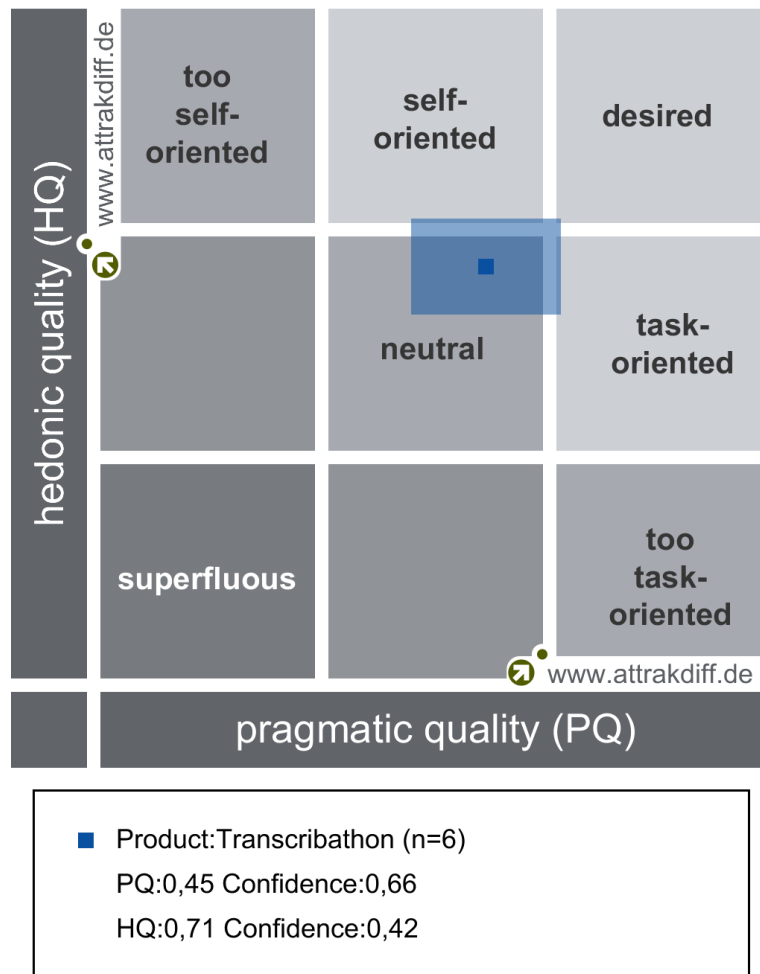 www.attrakdiff.de
too
self-
oriented
self-
oriented
desired
hedonic quality (HQ)
neutral
task-
oriented
superfluous
too
task-
oriented
www.attrakdiff.de
pragmatic quality (PQ)
Product:Transcribathon (n=6)
PQ:0,45 Confidence:0,66
HQ:0,71 Confidence:0,42